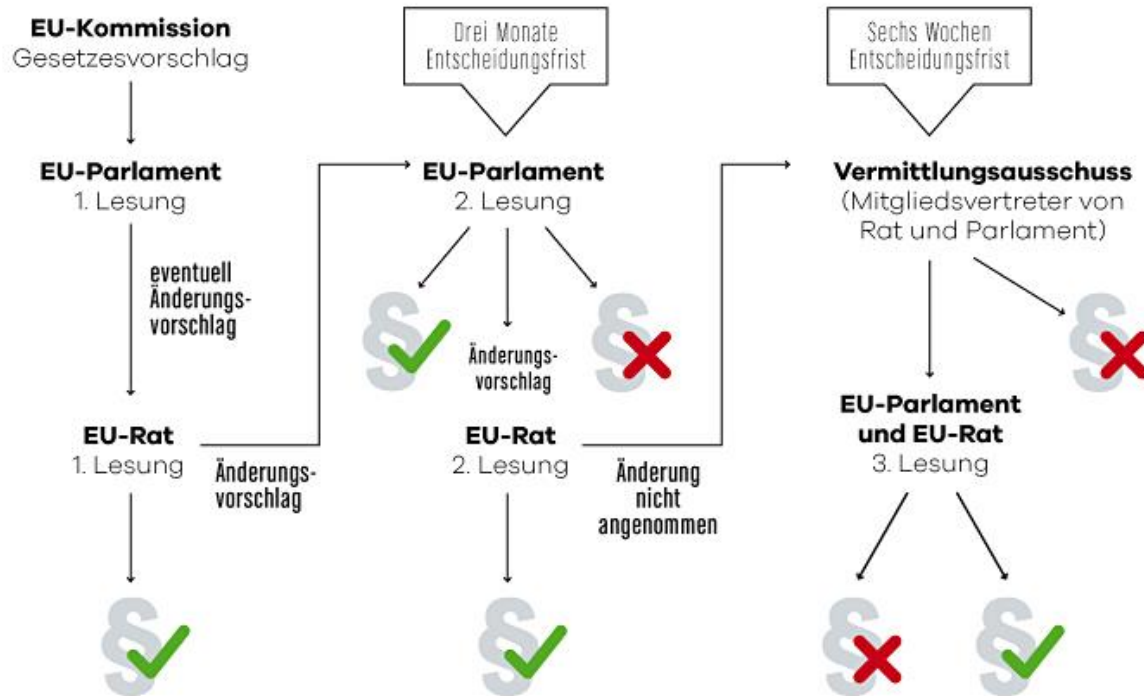 EU-Kommission
Gesetzesvorschlag
EU-Parlament
1. Lesung
eventuell
Änderungs-
vorschlag
EU-Rat
1. Lesung
Änderungs-
vorschlag
§
Drei Monate
Entscheidungsfrist
EU-Parlament
2. Lesung
§
§
Änderungs-
vorschlag
EU-Rat
2. Lesung
Änderung
nicht
angenommen
§
Sechs Wochen
Entscheidungsfrist
Vermittlungsausschuss
(Mitgliedsvertreter von
Rat und Parlament)
§
EU-Parlament
und EU-Rat
3. Lesung
§
§